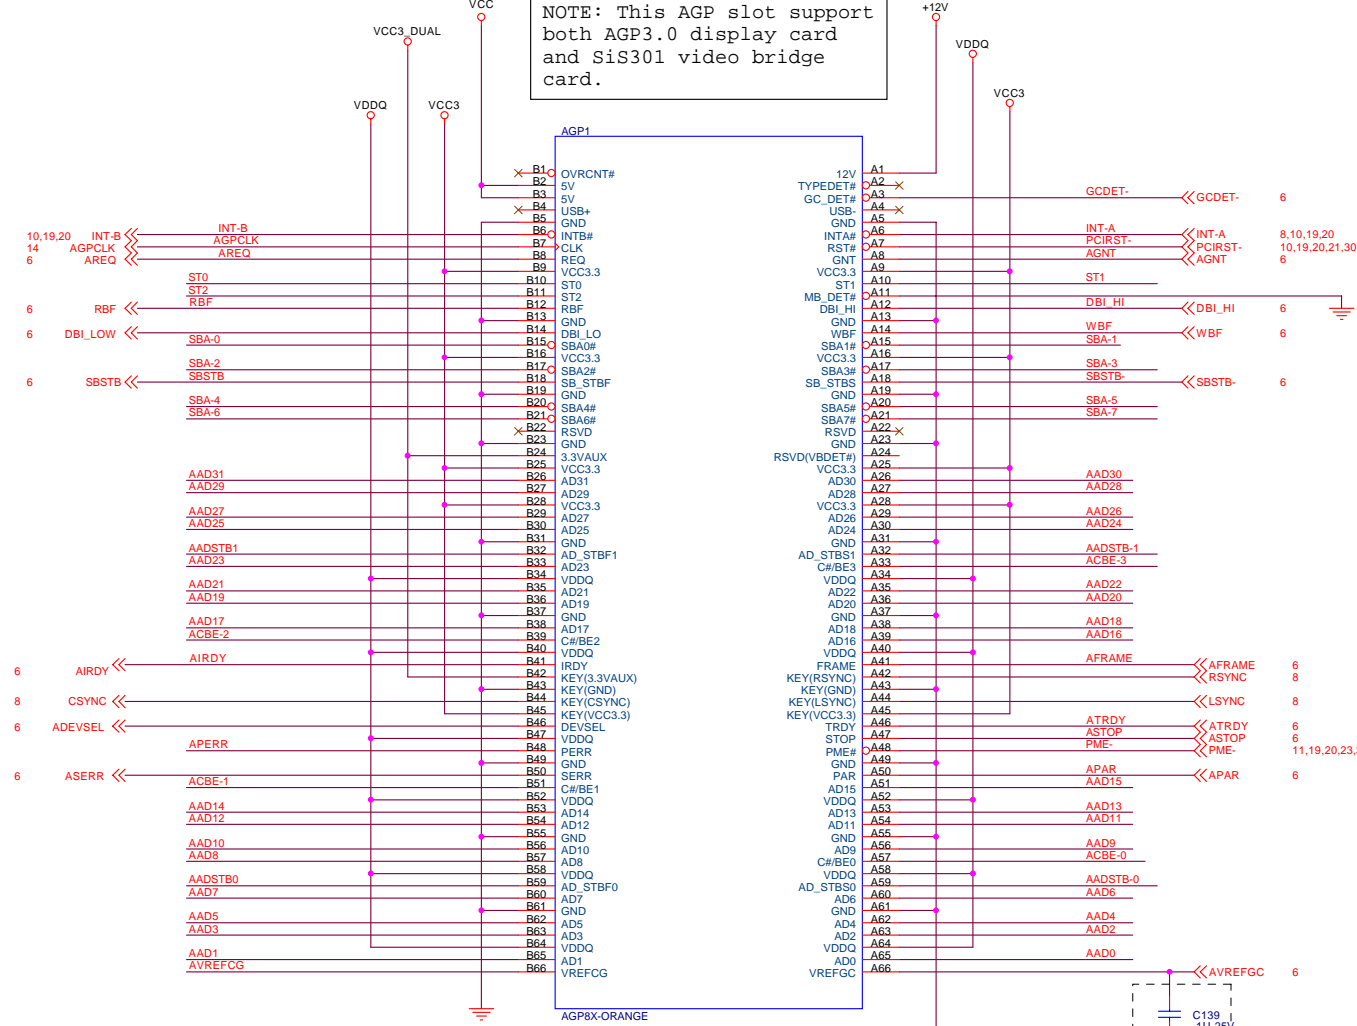 VCC
NOTE: This AGP slot support
both AGP3.0 display card
and SiS301 video bridge
card.
+12V
VCC3_DUAL
VDDQ
VDDQ
VCC3
VCC3
AGP1
B1 OVRCNT# 12V A1
B2 5V TYPEDET# A2
B3 5V GC_DET# A3 GCDET- GCDET- 6
B4 USB+ USB- A4
B5 GND GND A5
10,19,20 INT-B INT-B B6 INTB# INTA# A6 INT-A INT-A 8,10,19,20
14 AGPCLK AGPCLK B7 CLK RST# A7 PCIRST- PCIRST- 10,19,20,21,30
6 AREQ AREQ B8 REQ GNT A8 AGNT AGNT 6
B9 VCC3.3 VCC3.3 A9
ST0 B10 ST0 ST1 A10 ST1
ST2 B11 ST2 MB_DET# A11
6 RBF RBF B12 RBF DBI_HI A12 DBI_HI DBI_HI 6
B13 GND GND A13
6 DBI_LOW B14 DBI_LO WBF A14 WBF WBF 6
SBA-0 B15 SBA0# SBA1# A15 SBA-1
B16 VCC3.3 VCC3.3 A16
SBA-2 B17 SBA2# SBA3# A17 SBA-3
6 SBSTB SBSTB B18 SB_STBF SB_STBS A18 SBSTB- SBSTB- 6
B19 GND GND A19
SBA-4 B20 SBA4# SBA5# A20 SBA-5
SBA-6 B21 SBA6# SBA7# A21 SBA-7
B22 RSVD RSVD A22
B23 GND GND A23
B24 3.3VAUX RSVD(VBDET#) A24
B25 VCC3.3 VCC3.3 A25
AAD31 B26 AD31 AD30 A26 AAD30
AAD29 B27 AD29 AD28 A27 AAD28
B28 VCC3.3 VCC3.3 A28
AAD27 B29 AD27 AD26 A29 AAD26
AAD25 B30 AD25 AD24 A30 AAD24
B31 GND GND A31
AADSTB1 B32 AD_STBF1 AD_STBS1 A32 AADSTB-1
AAD23 B33 AD23 C#/BE3 A33 ACBE-3
B34 VDDQ VDDQ A34
AAD21 B35 AD21 AD22 A35 AAD22
AAD19 B36 AD19 AD20 A36 AAD20
B37 GND GND A37
AAD17 B38 AD17 AD18 A38 AAD18
ACBE-2 B39 C#/BE2 AD16 A39 AAD16
B40 VDDQ VDDQ A40
6 AIRDY AIRDY B41 IRDY FRAME A41 AFRAME AFRAME 6
B42 KEY(3.3VAUX) KEY(RSYNC) A42 RSYNC 8
B43 KEY(GND) KEY(GND) A43
8 CSYNC B44 KEY(CSYNC) KEY(LSYNC) A44 LSYNC 8
B45 KEY(VCC3.3) KEY(VCC3.3) A45
6 ADEVSEL B46 DEVSEL TRDY A46 ATRDY ATRDY 6
B47 VDDQ STOP A47 ASTOP ASTOP 6
APERR B48 PERR PME# A48 PME- PME- 11,19,20,23,
B49 GND GND A49
6 ASERR B50 SERR PAR A50 APAR APAR 6
ACBE-1 B51 C#/BE1 AD15 A51 AAD15
B52 VDDQ VDDQ A52
AAD14 B53 AD14 AD13 A53 AAD13
AAD12 B54 AD12 AD11 A54 AAD11
B55 GND GND A55
AAD10 B56 AD10 AD9 A56 AAD9
AAD8 B57 AD8 C#/BE0 A57 ACBE-0
B58 VDDQ VDDQ A58
AADSTB0 B59 AD_STBF0 AD_STBS0 A59 AADSTB-0
AAD7 B60 AD7 AD6 A60 AAD6
B61 GND GND A61
AAD5 B62 AD5 AD4 A62 AAD4
AAD3 B63 AD3 AD2 A63 AAD2
B64 VDDQ VDDQ A64
AAD1 B65 AD1 AD0 A65 AAD0
AVREFCG B66 VREFCG VREFGC A66 AVREFGC 6
AGP8X-ORANGE
C139